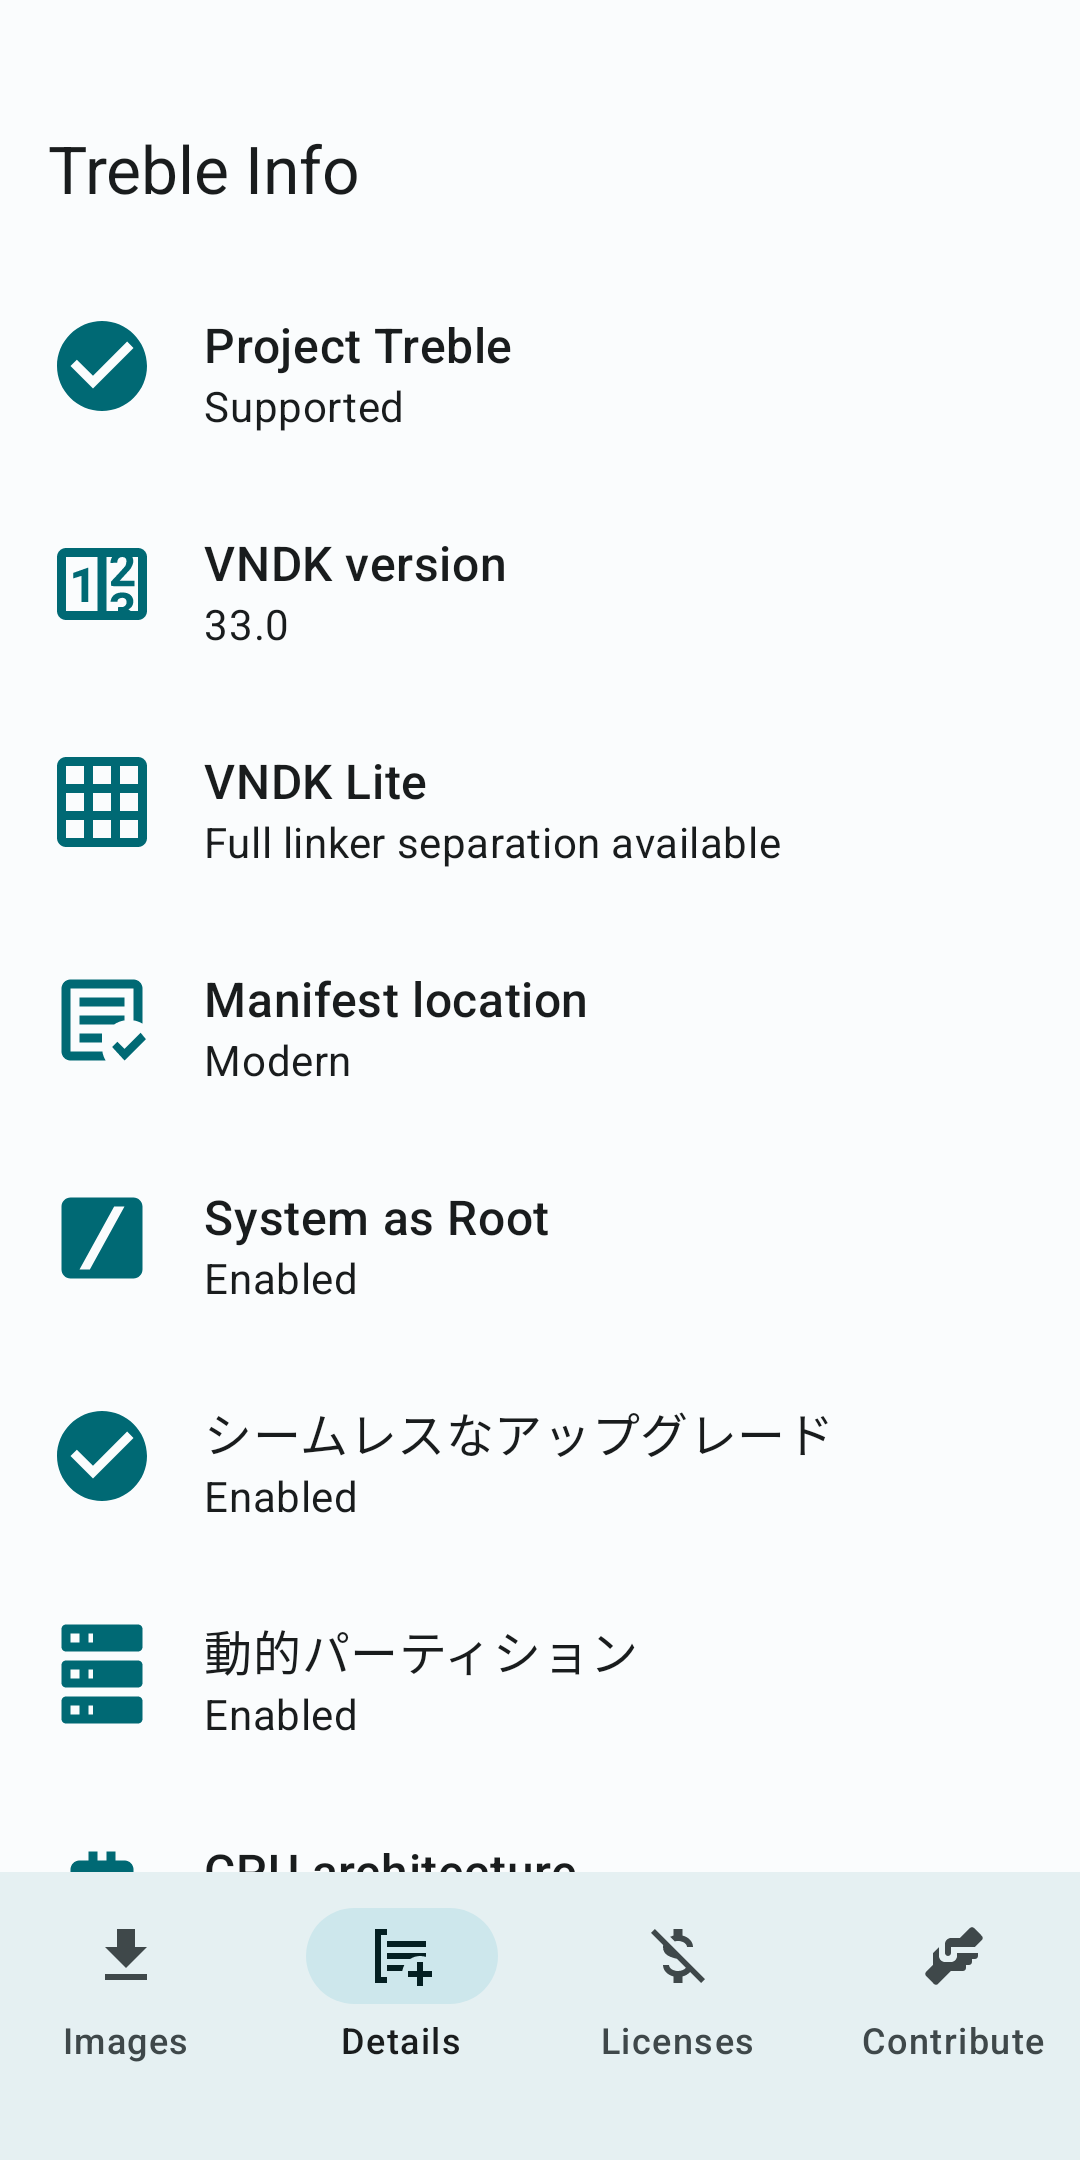 Treble Info
Project Treble
Supported
VNDK version
33.0
VNDK Lite
Full linker separation available
Manifest location
Modern
System as Root
Enabled
シームレスなアップグレード
Enabled
動的パーティション
Enabled
CPU architecture
Images
Details
Licenses
Contribute